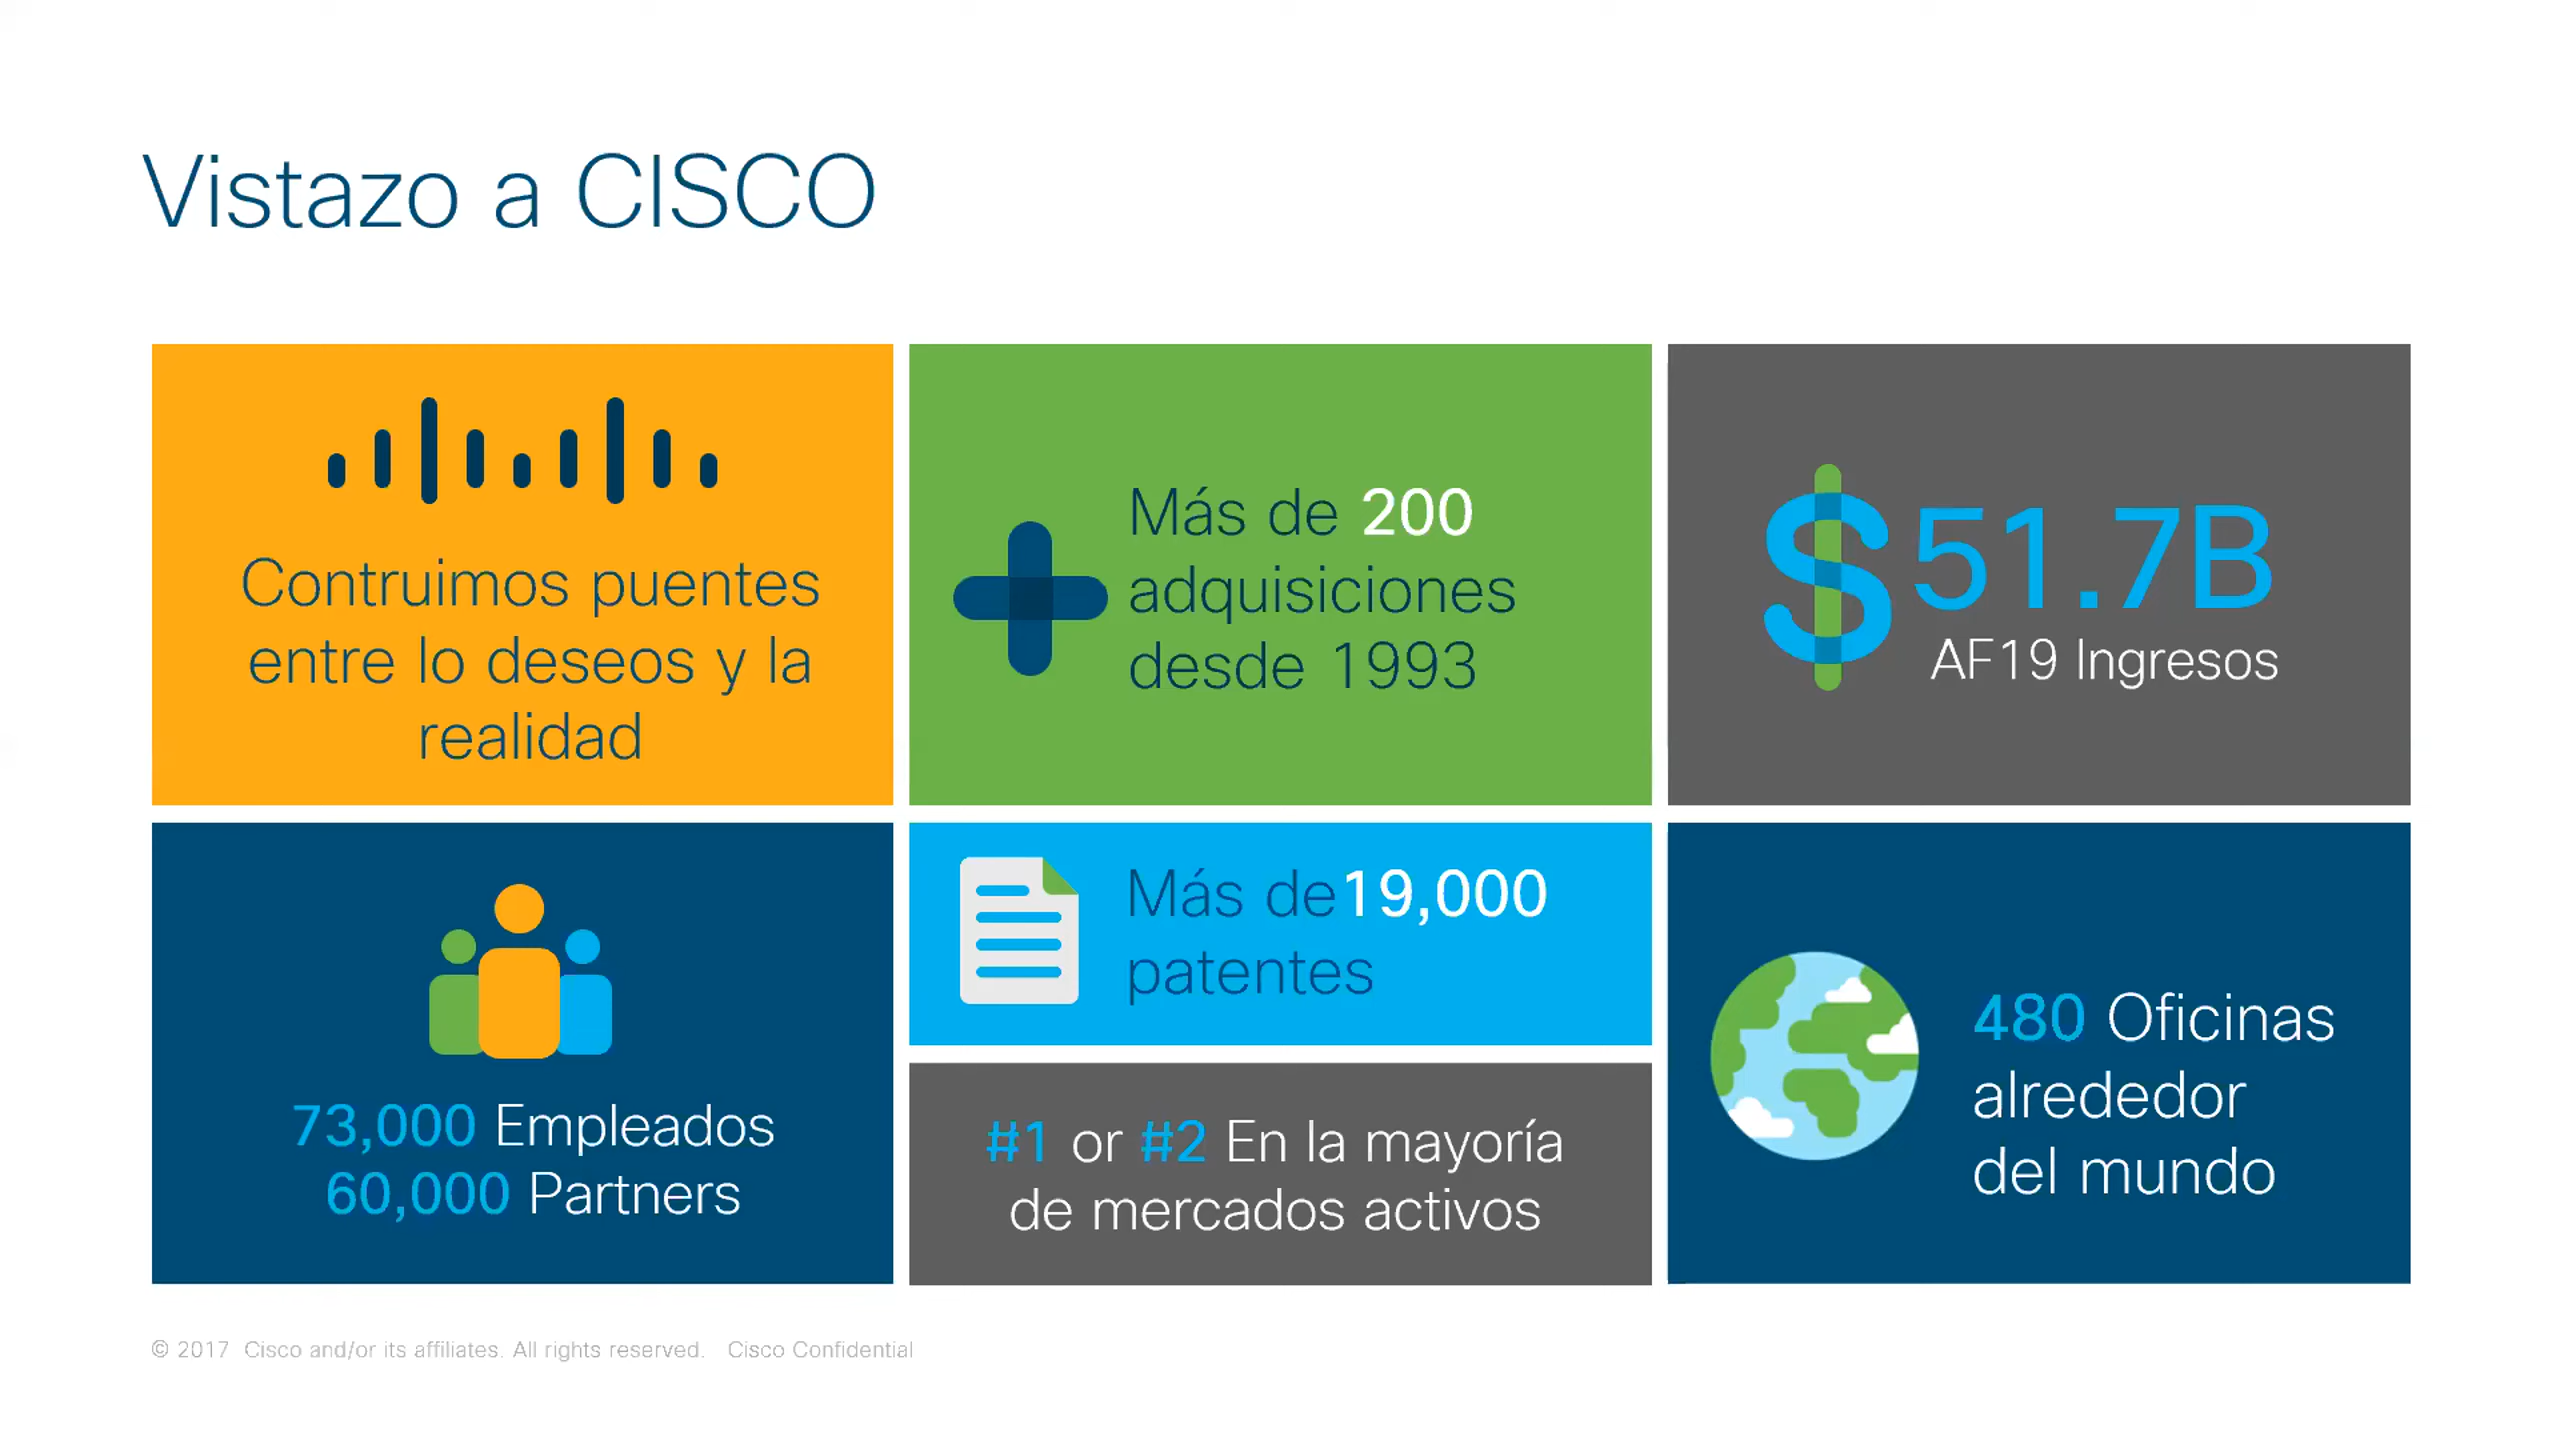 Vistazo a CISCO
Contruimos puentes
entre lo deseos y la
realidad
Más de 200
adquisiciones
desde 1993
$51.7B
AF19 Ingresos
73,000 Empleados
60,000 Partners
Más de19,000
patentes
#1 or #2 En la mayoría
de mercados activos
480 Oficinas
alrededor
del mundo
© 2017 Cisco and/or its affiliates. All rights reserved. Cisco Confidential